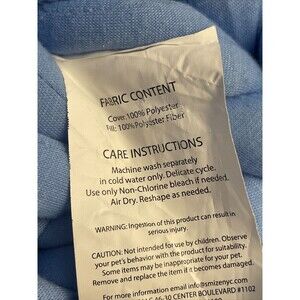 FABRIC CONTENT
Cover: 100% Polyester
Fill: 100% Polyester Fiber
CARE INSTRUCTIONS
Machine wash separately
in cold water only. Delicate cycle.
Use only Non-Chlorine bleach if needed.
Air Dry. Reshape as necessary.
WARNING: Ingestion of this product can result in
serious injury.
CAUTION: Not intended for use by children. Observe
your pet's behavior with the product routinely.
Some items may be inappropriate for your pet.
Remove and replace the item if it becomes damaged.
For more information email info@smizenyc.com
46-30 CENTER BOULEVARD #1102